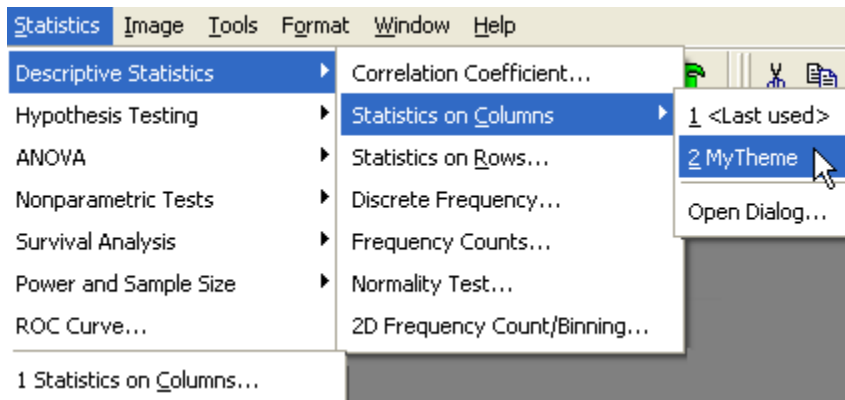 Statistics Image Tools Format Window Help
Descriptive Statistics
Hypothesis Testing
ANOVA
Nonparametric Tests
Survival Analysis
Power and Sample Size
ROC Curve...
1 Statistics on Columns...
Correlation Coefficient...
Statistics on Columns
Statistics on Rows...
Discrete Frequency...
Frequency Counts...
Normality Test...
2D Frequency Count/Binning...
1 <Last used>
2 MyTheme
Open Dialog...